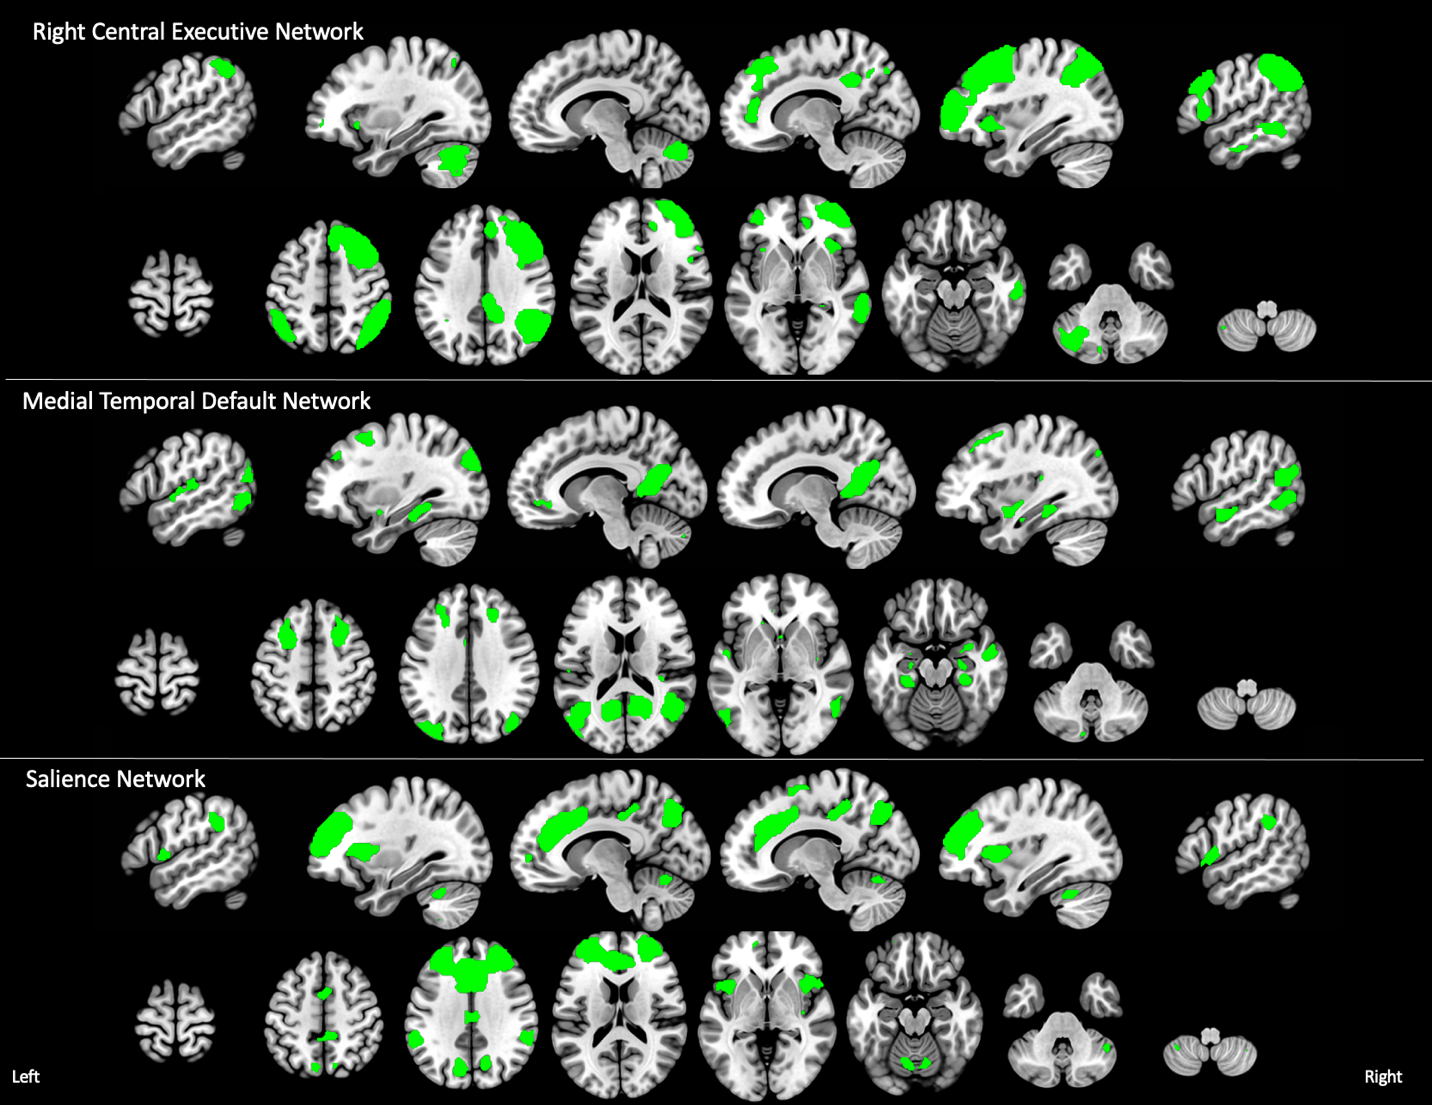 Right Central Executive Network
Medial Temporal Default Network
Salience Network
Left
Right